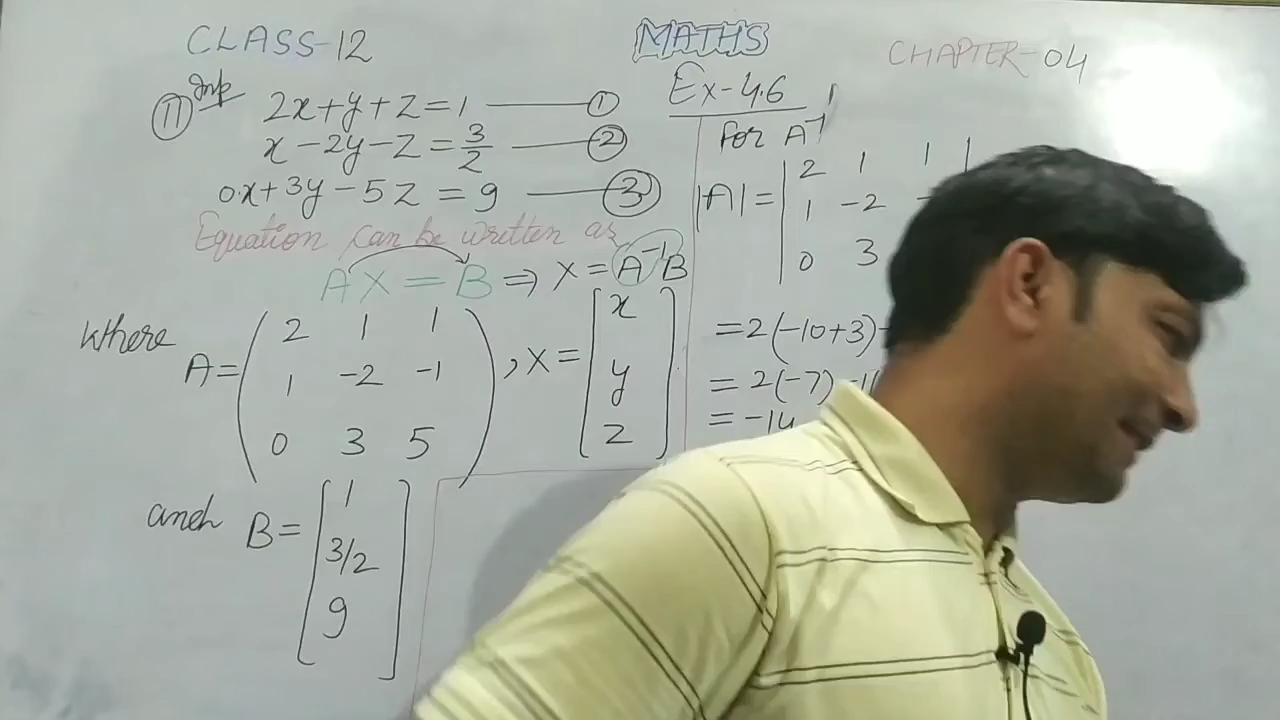 CLASS-12
MATHS
CHAPTER-04
Ex-4.6
(11) Imp 2x+y+z=1 —— (1)
x-2y-z=3/2 —— (2)
0.x+3y-5z=9 —— (3)
Equation can be written as
AX=B ⇒ X=A⁻¹B
where A= ( 2 1 1
1 -2 -1
0 3 5 ) , X= [ x
y
z ]
and B= [ 1
3/2
9 ]
For A⁻¹
|A|= | 2 1 1 |
1 -2
0 3
=2(-10+3)
=2(-7)
=-14